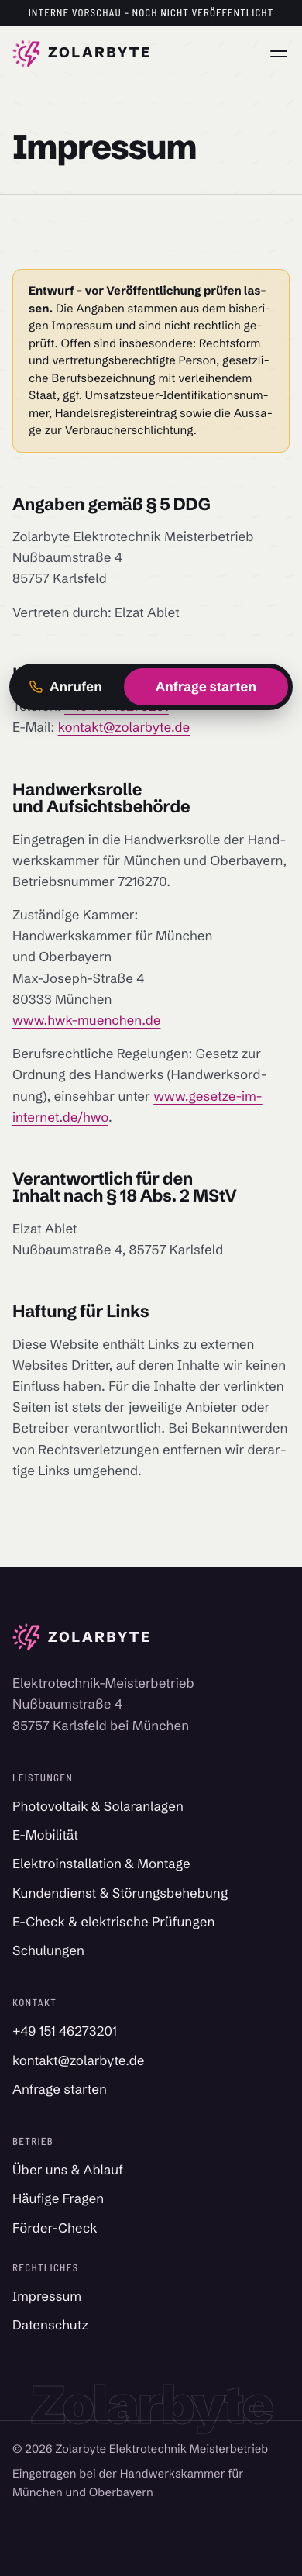 INTERNE VORSCHAU – NOCH NICHT VERÖFFENTLICHT
ZOLARBYTE
Impressum
Entwurf – vor Veröffentlichung prüfen las-
sen. Die Angaben stammen aus dem bisheri-
gen Impressum und sind nicht rechtlich ge-
prüft. Offen sind insbesondere: Rechtsform
und vertretungsberechtigte Person, gesetzli-
che Berufsbezeichnung mit verleihendem
Staat, ggf. Umsatzsteuer-Identifikationsnum-
mer, Handelsregistereintrag sowie die Aussa-
ge zur Verbraucherschlichtung.
Angaben gemäß § 5 DDG
Zolarbyte Elektrotechnik Meisterbetrieb
Nußbaumstraße 4
85757 Karlsfeld
Vertreten durch: Elzat Ablet
Anrufen
Anfrage starten
E-Mail: kontakt@zolarbyte.de
Handwerksrolle
und Aufsichtsbehörde
Eingetragen in die Handwerksrolle der Hand-
werkskammer für München und Oberbayern,
Betriebsnummer 7216270.
Zuständige Kammer:
Handwerkskammer für München
und Oberbayern
Max-Joseph-Straße 4
80333 München
www.hwk-muenchen.de
Berufsrechtliche Regelungen: Gesetz zur
Ordnung des Handwerks (Handwerksord-
nung), einsehbar unter www.gesetze-im-
internet.de/hwo.
Verantwortlich für den
Inhalt nach § 18 Abs. 2 MStV
Elzat Ablet
Nußbaumstraße 4, 85757 Karlsfeld
Haftung für Links
Diese Website enthält Links zu externen
Websites Dritter, auf deren Inhalte wir keinen
Einfluss haben. Für die Inhalte der verlinkten
Seiten ist stets der jeweilige Anbieter oder
Betreiber verantwortlich. Bei Bekanntwerden
von Rechtsverletzungen entfernen wir derar-
tige Links umgehend.
ZOLARBYTE
Elektrotechnik-Meisterbetrieb
Nußbaumstraße 4
85757 Karlsfeld bei München
LEISTUNGEN
Photovoltaik & Solaranlagen
E-Mobilität
Elektroinstallation & Montage
Kundendienst & Störungsbehebung
E-Check & elektrische Prüfungen
Schulungen
KONTAKT
+49 151 46273201
kontakt@zolarbyte.de
Anfrage starten
BETRIEB
Über uns & Ablauf
Häufige Fragen
Förder-Check
RECHTLICHES
Impressum
Datenschutz
Zolarbyte
© 2026 Zolarbyte Elektrotechnik Meisterbetrieb
Eingetragen bei der Handwerkskammer für
München und Oberbayern